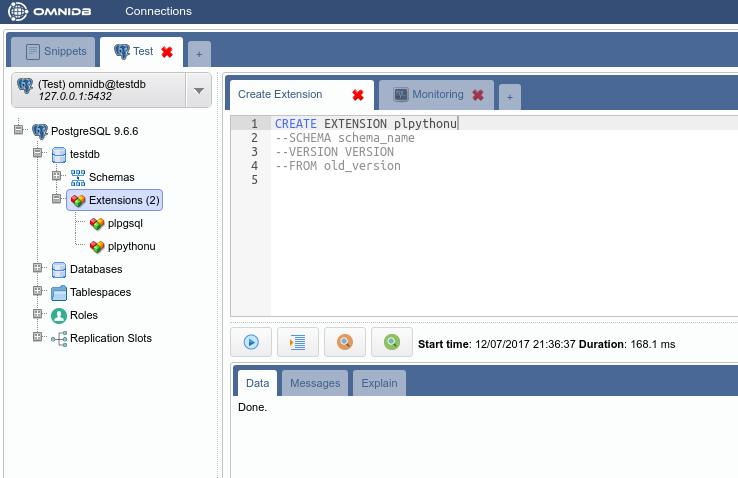 OMNIDB Connections
Snippets Test +
(Test) omnidb@testdb
127.0.0.1:5432
PostgreSQL 9.6.6
testdb
Schemas
Extensions (2)
plpgsql
plpythonu
Databases
Tablespaces
Roles
Replication Slots
Create Extension Monitoring +
1 CREATE EXTENSION plpythonu
2 --SCHEMA schema_name
3 --VERSION VERSION
4 --FROM old_version
5
Start time: 12/07/2017 21:36:37 Duration: 168.1 ms
Data Messages Explain
Done.